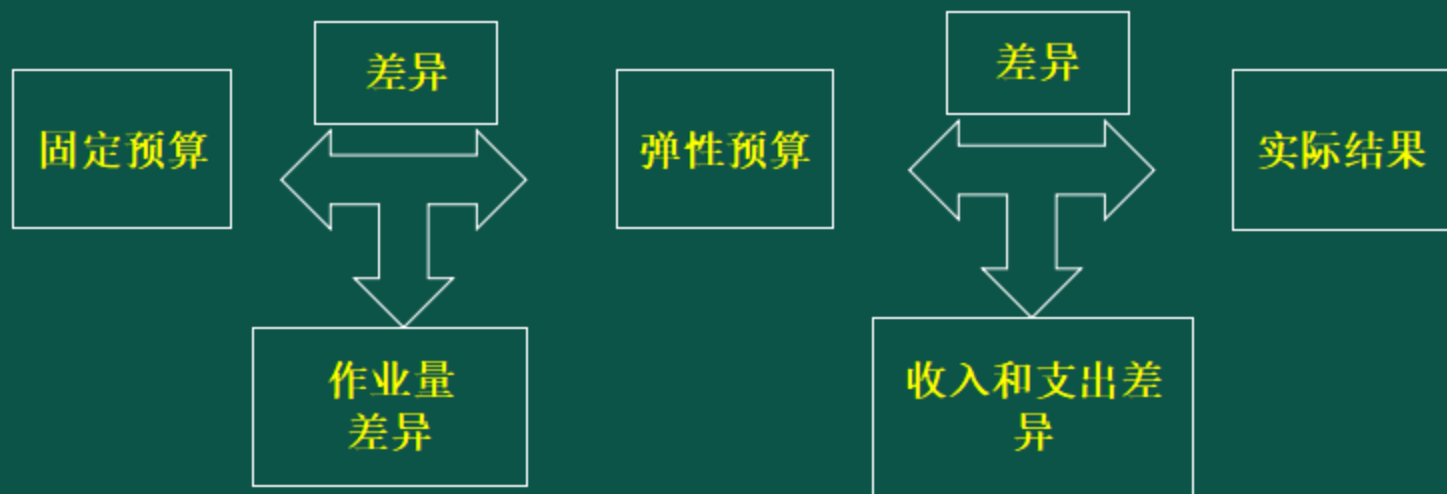 差异
差异
固定预算
弹性预算
实际结果
作业量
差异
收入和支出差
异